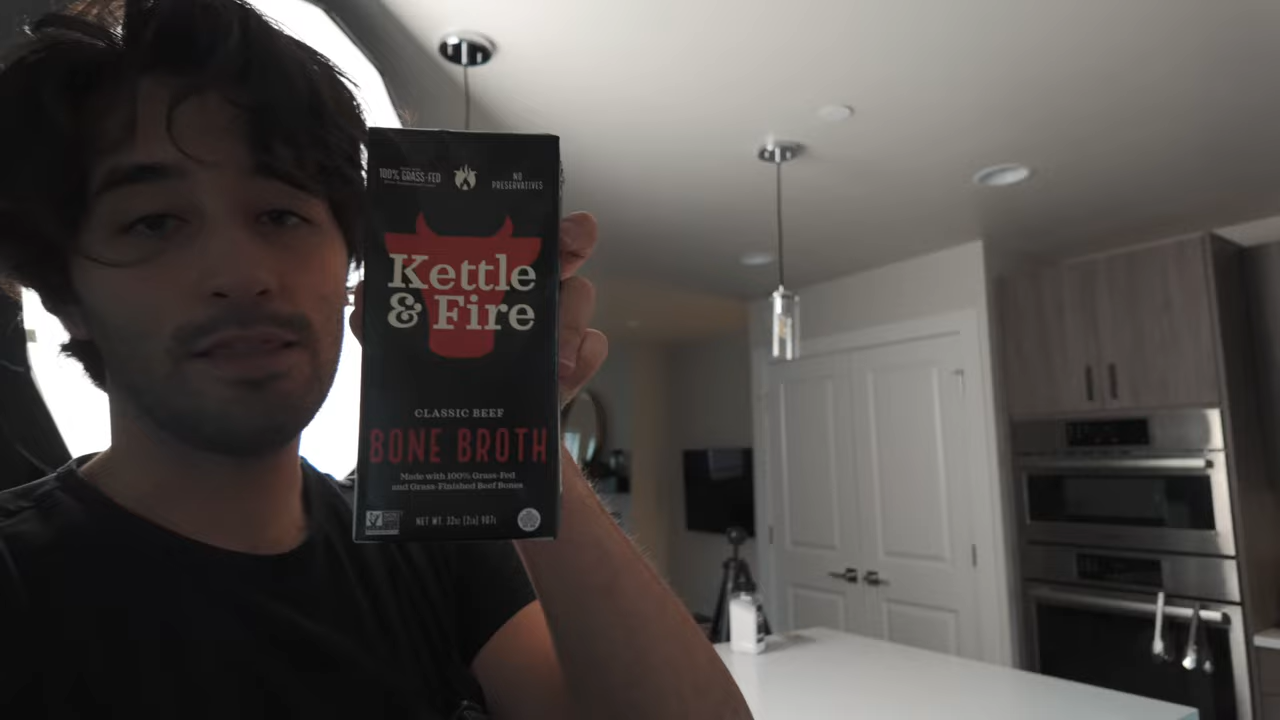 100% GRASS-FED
NO
PRESERVATIVES
Kettle
& Fire
CLASSIC BEEF
BONE BROTH
Made with 100% Grass-Fed
and Grass-Finished Beef Bones
NET WT. 32oz (2LB) 907g